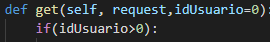 def get(self, request,idUsuario=0):
    if(idUsuario>0):